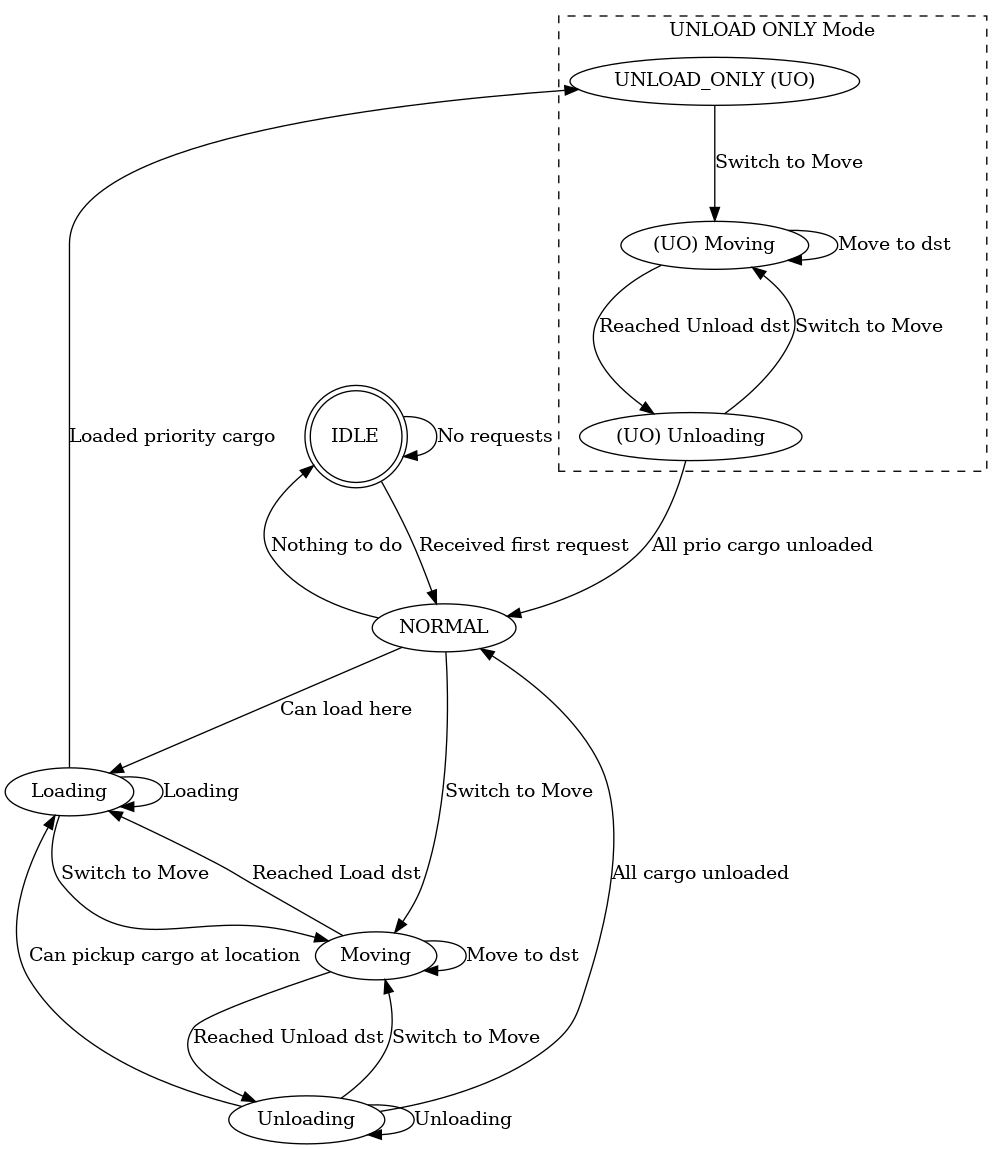 UNLOAD ONLY Mode
UNLOAD_ONLY (UO)
Switch to Move
(UO) Moving
Move to dst
Reached Unload dst
Switch to Move
Loaded priority cargo
IDLE
No requests
(UO) Unloading
Nothing to do
Received first request
All prio cargo unloaded
NORMAL
Can load here
Loading
Loading
Switch to Move
Switch to Move
Reached Load dst
All cargo unloaded
Can pickup cargo at location
Moving
Move to dst
Reached Unload dst
Switch to Move
Unloading
Unloading